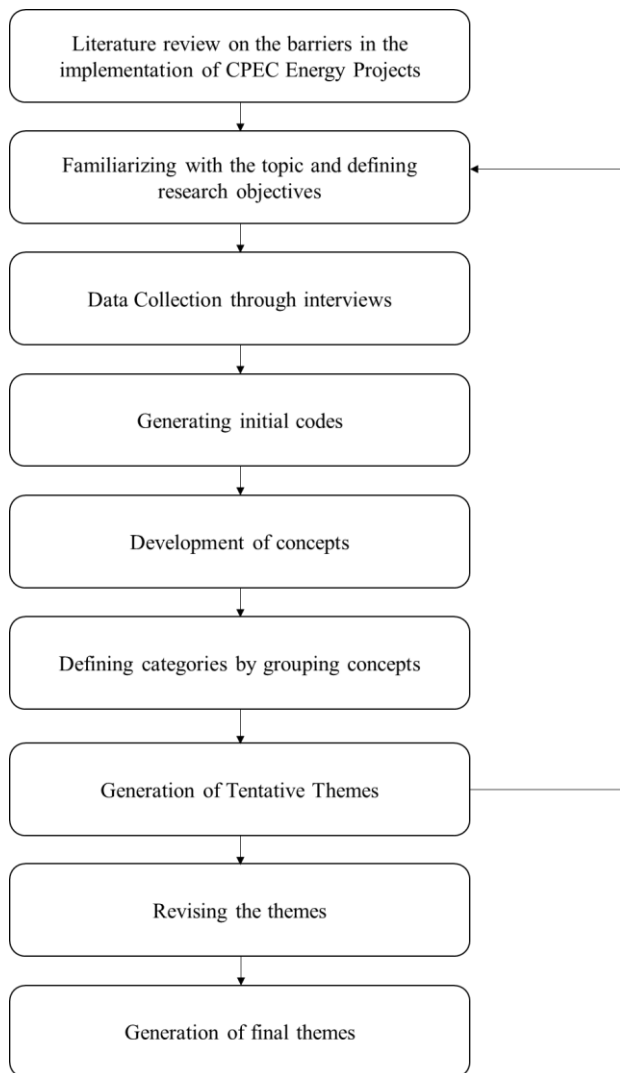 Literature review on the barriers in the
implementation of CPEC Energy Projects
Familiarizing with the topic and defining
research objectives
Data Collection through interviews
Generating initial codes
Development of concepts
Defining categories by grouping concepts
Generation of Tentative Themes
Revising the themes
Generation of final themes